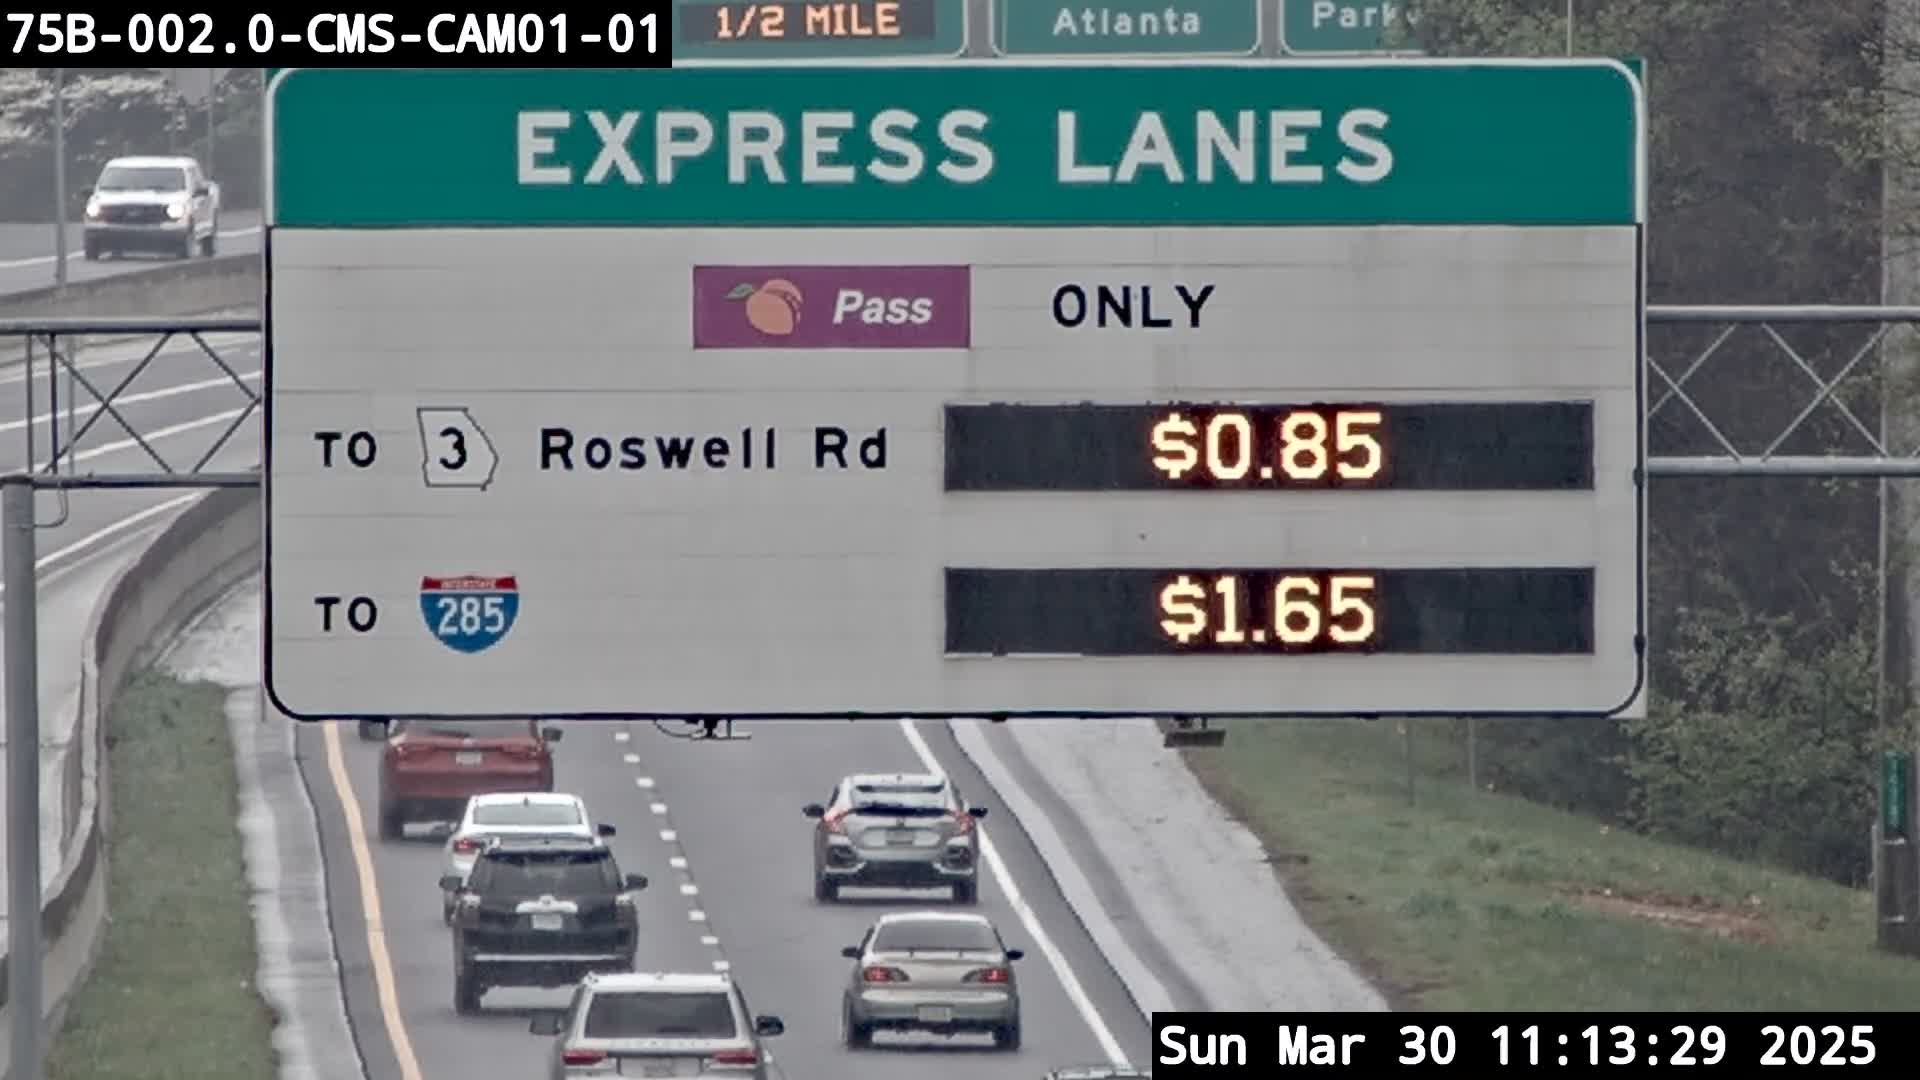 75B-002.0-CMS-CAM01-01
1/2 MILE
Atlanta
EXPRESS LANES
Pass ONLY
TO 3 Roswell Rd $0.85
TO INTERSTATE 285 $1.65
Sun Mar 30 11:13:29 2025